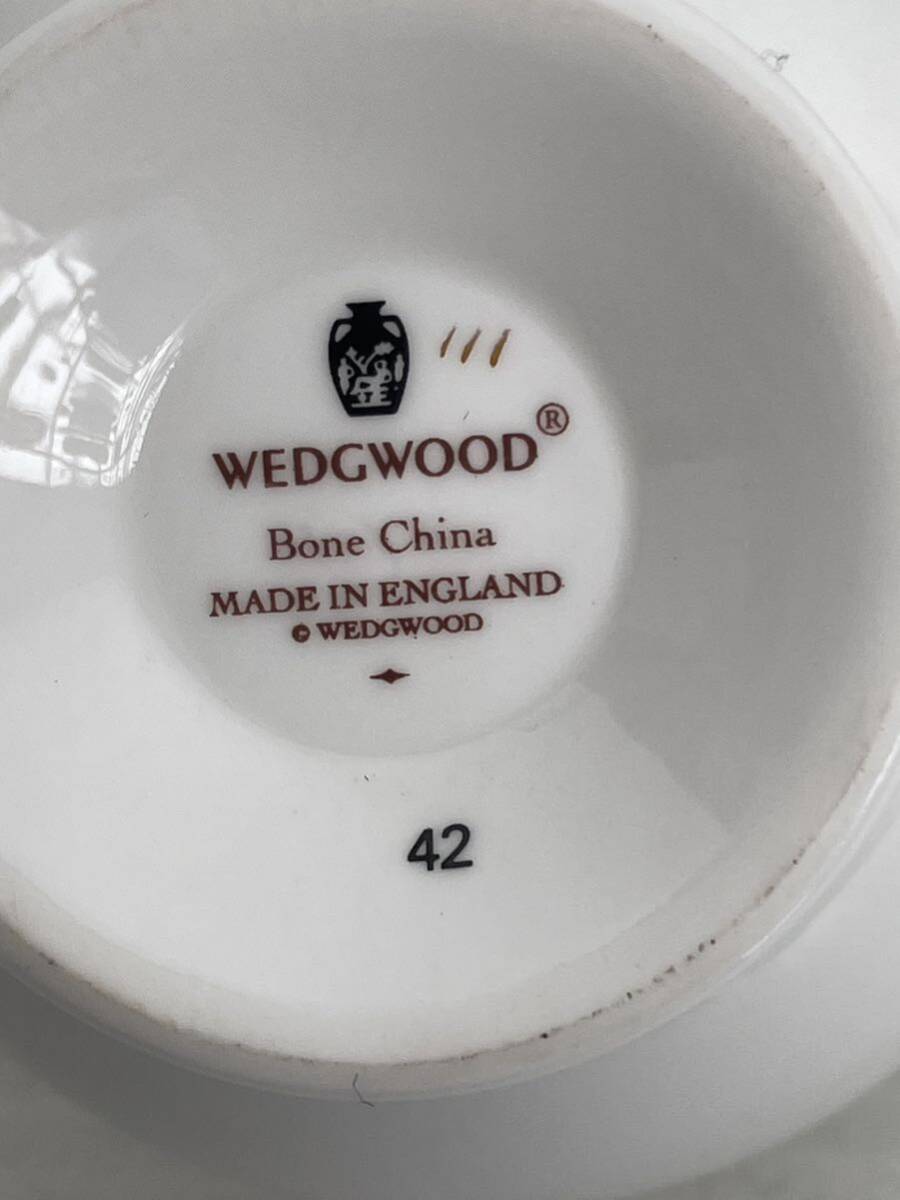 WEDGWOOD®
Bone China
MADE IN ENGLAND
© WEDGWOOD
42